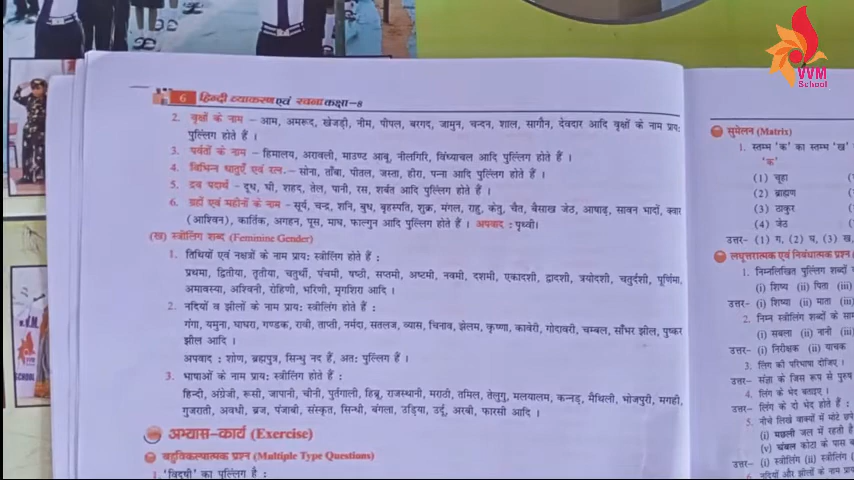 VVM
School
6 हिन्दी व्याकरण एवं रचना कक्षा-8
2. वृक्षों के नाम – आम, अमरूद, खेजड़ी, नीम, पीपल, बरगद, जामुन, चन्दन, शाल, सागौन, देवदार आदि वृक्षों के नाम प्रायः
पुल्लिंग होते हैं ।
3. पर्वतों के नाम – हिमालय, अरावली, माउण्ट आबू, नीलगिरि, विंध्याचल आदि पुल्लिंग होते हैं ।
4. विभिन्न धातुएँ एवं रत्न – सोना, ताँबा, पीतल, जस्ता, हीरा, पन्ना आदि पुल्लिंग होते हैं ।
5. द्रव पदार्थ – दूध, घी, शहद, तेल, पानी, रस, शर्बत आदि पुल्लिंग होते हैं ।
6. ग्रहों एवं महीनों के नाम – सूर्य, चन्द्र, शनि, बुध, बृहस्पति, शुक्र, मंगल, राहु, केतु, चैत, बैसाख जेठ, आषाढ़, सावन भादों, क्वार
(आश्विन), कार्तिक, अगहन, पूस, माघ, फाल्गुन आदि पुल्लिंग होते हैं । अपवाद : पृथ्वी।
(ख) स्त्रीलिंग शब्द (Feminine Gender)
1. तिथियों एवं नक्षत्रों के नाम प्रायः स्त्रीलिंग होते हैं :
प्रथमा, द्वितीया, तृतीया, चतुर्थी, पंचमी, षष्ठी, सप्तमी, अष्टमी, नवमी, दशमी, एकादशी, द्वादशी, त्रयोदशी, चतुर्दशी, पूर्णिमा,
अमावस्या, अश्विनी, रोहिणी, भरिणी, मृगशिरा आदि ।
2. नदियों व झीलों के नाम प्रायः स्त्रीलिंग होते हैं :
गंगा, यमुना, घाघरा, गण्डक, रावी, ताप्ती, नर्मदा, सतलज, व्यास, चिनाव, झेलम, कृष्णा, कावेरी, गोदावरी, चम्बल, साँभर झील, पुष्कर
झील आदि ।
अपवाद : शोण, ब्रह्मपुत्र, सिन्धु नद हैं, अतः पुल्लिंग हैं ।
3. भाषाओं के नाम प्रायः स्त्रीलिंग होते हैं :
हिन्दी, अंग्रेजी, रूसी, जापानी, चीनी, पुर्तगाली, हिब्रू, राजस्थानी, मराठी, तमिल, तेलुगु, मलयालम, कन्नड़, मैथिली, भोजपुरी, मगही,
गुजराती, अवधी, ब्रज, पंजाबी, संस्कृत, सिन्धी, बंगला, उड़िया, उर्दू, अरबी, फारसी आदि ।
अभ्यास-कार्य (Exercise)
बहुविकल्पात्मक प्रश्न (Multiple Type Questions)
1. 'विदुषी' का पुल्लिंग है :
सुमेलन (Matrix)
1. स्तम्भ 'क' का स्तम्भ 'ख'
'क'
(1) चूहा
(2) ब्राह्मण
(3) ठाकुर
(4) जेठ
उत्तर– (1) ग, (2) घ, (3) ख,
लघूत्तरात्मक एवं निबंधात्मक प्रश्न
1. निम्नलिखित पुल्लिंग शब्दों
(i) शिष्य (ii) पिता (iii)
उत्तर– (i) शिष्या (ii) माता (iii)
2. निम्न स्त्रीलिंग शब्दों के साम
(i) सबला (ii) नानी (iii)
उत्तर– (i) निरीक्षक (ii) याचक
3. लिंग की परिभाषा दीजिए ।
उत्तर– संज्ञा के जिस रूप से पुरुष
4. लिंग के भेद बताइए ।
उत्तर– लिंग के दो भेद होते हैं :
5. नीचे लिखे वाक्यों में मोटे छपे
(i) मछली जल में रहती है
(v) चंबल कोटा के पास ब
उत्तर– (i) स्त्रीलिंग (ii) स्त्रीलिंग
6. नदियों और झीलों के नाम प्राय